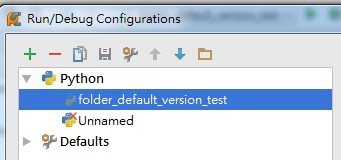 Run/Debug Configurations
Python
folder_default_version_test
Unnamed
Defaults